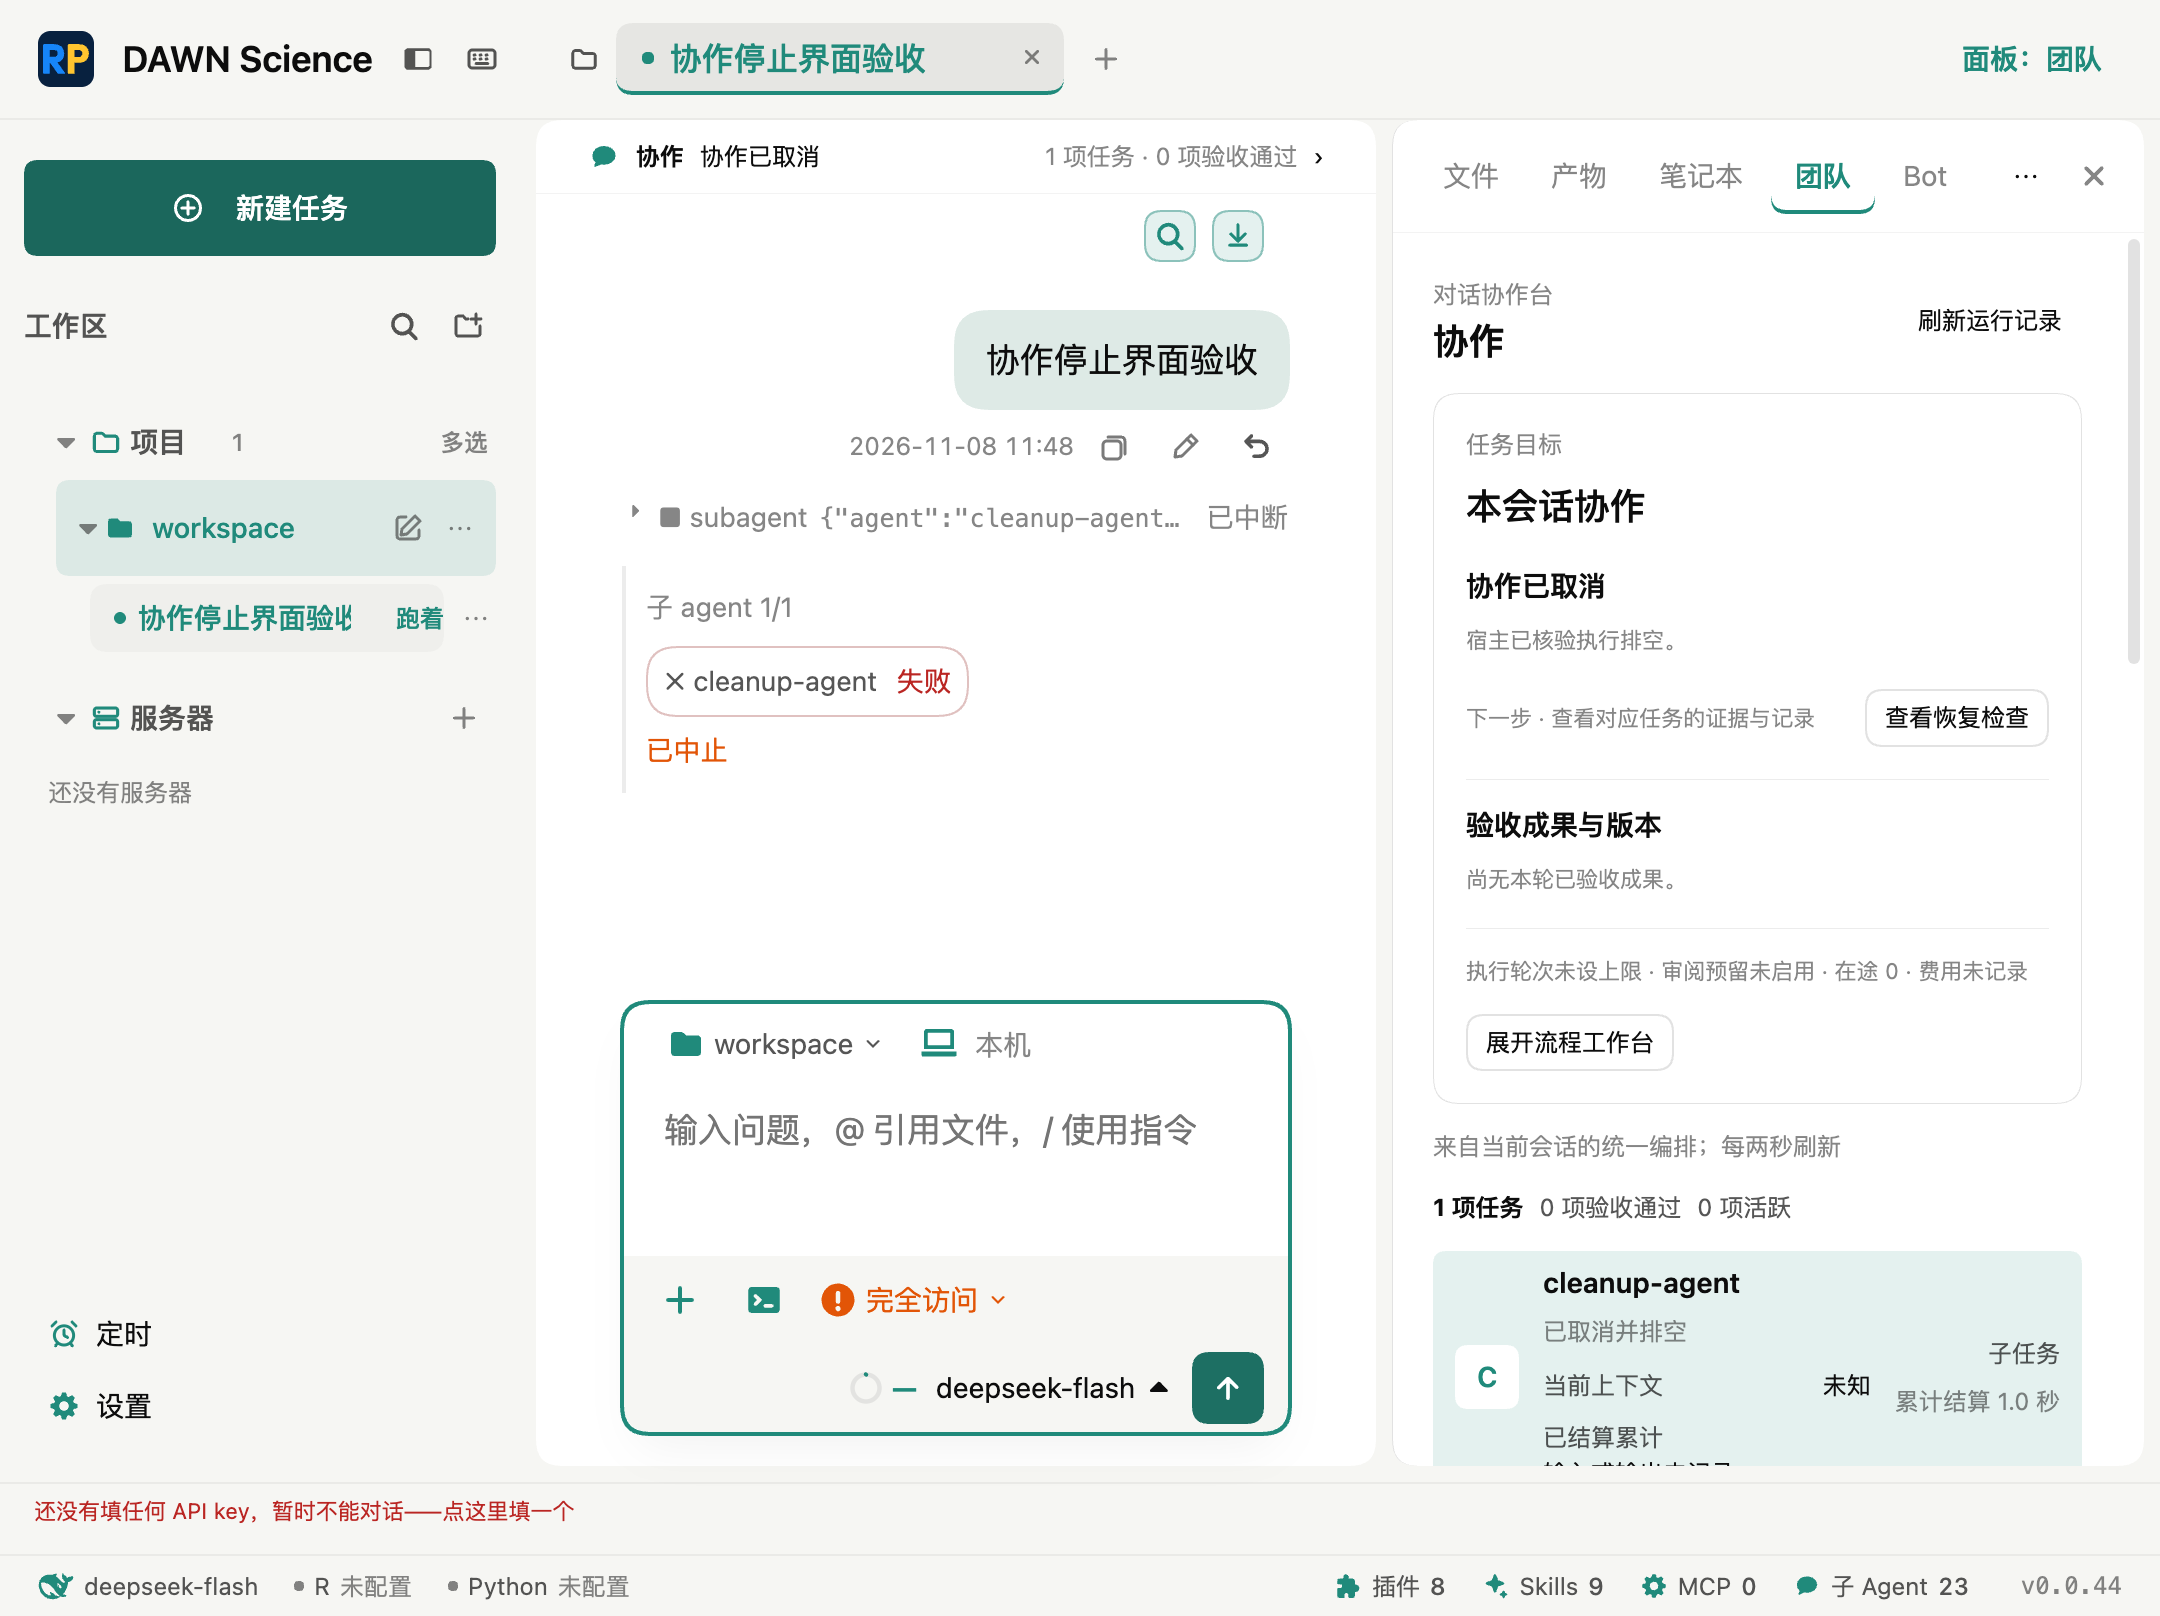 RP DAWN Science
协作停止界面验收
面板：团队
新建任务
工作区
项目 1 多选
workspace
协作停止界面验收 跑着
服务器
还没有服务器
定时
设置
协作 协作已取消 1 项任务 · 0 项验收通过 ›
协作停止界面验收
2026-11-08 11:48
subagent {"agent":"cleanup-agent… 已中断
子 agent 1/1
cleanup-agent 失败
已中止
workspace 本机
输入问题，@ 引用文件，/ 使用指令
完全访问
deepseek-flash
文件 产物 笔记本 团队 Bot ···
对话协作台
协作
刷新运行记录
任务目标
本会话协作
协作已取消
宿主已核验执行排空。
下一步 · 查看对应任务的证据与记录 查看恢复检查
验收成果与版本
尚无本轮已验收成果。
执行轮次未设上限 · 审阅预留未启用 · 在途 0 · 费用未记录
展开流程工作台
来自当前会话的统一编排；每两秒刷新
1 项任务 0 项验收通过 0 项活跃
C
cleanup-agent
已取消并排空
当前上下文 未知
已结算累计
子任务
累计结算 1.0 秒
还没有填任何 API key，暂时不能对话——点这里填一个
deepseek-flash R 未配置 Python 未配置
插件 8 Skills 9 MCP 0 子 Agent 23 v0.0.44